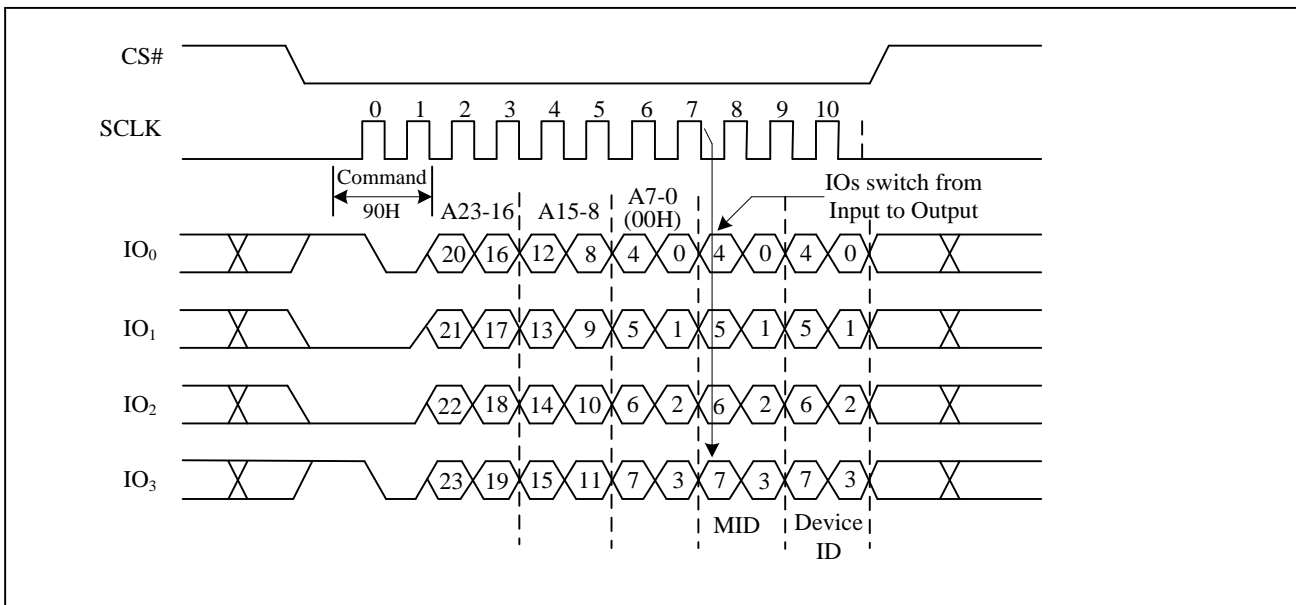 CS#
0 1 2 3 4 5 6 7 8 9 10
SCLK
Command
90H
IOs switch from
Input to Output
A23-16 A15-8 A7-0
(00H)
IO0 20 16 12 8 4 0 4 0 4 0
IO1 21 17 13 9 5 1 5 1 5 1
IO2 22 18 14 10 6 2 6 2 6 2
IO3 23 19 15 11 7 3 7 3 7 3
MID
Device
ID